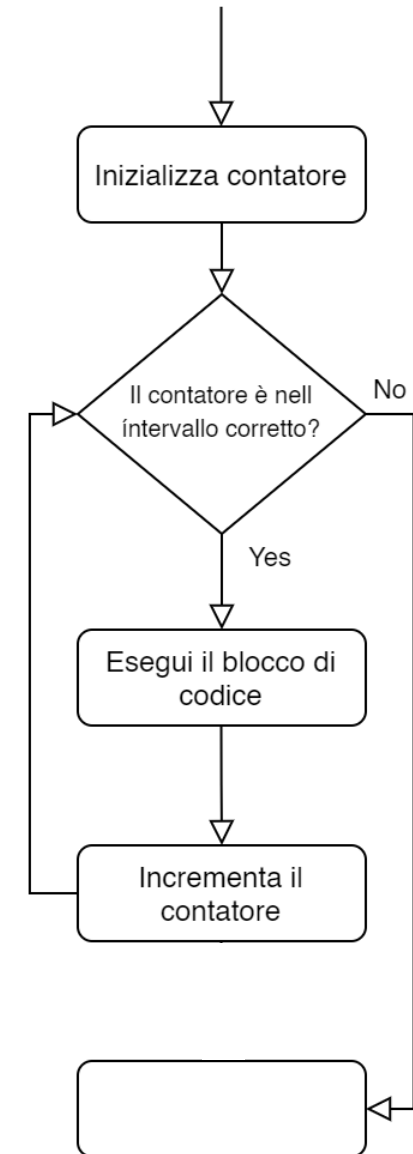 Inizializza contatore
Il contatore è nell
íntervallo corretto?
No
Yes
Esegui il blocco di
codice
Incrementa il
contatore